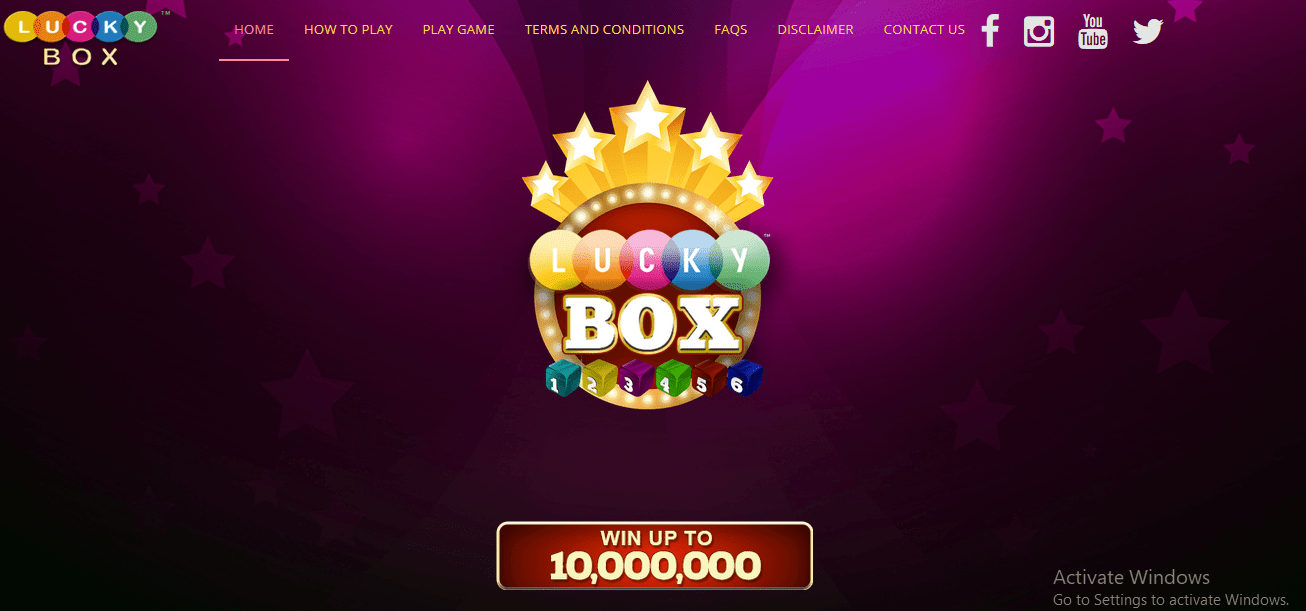 LUCKY™
BOX
HOME HOW TO PLAY PLAY GAME TERMS AND CONDITIONS FAQS DISCLAIMER CONTACT US
You
Tube
LUCKY™
BOX
1 2 3 4 5 6
WIN UP TO
10,000,000
Activate Windows
Go to Settings to activate Windows.